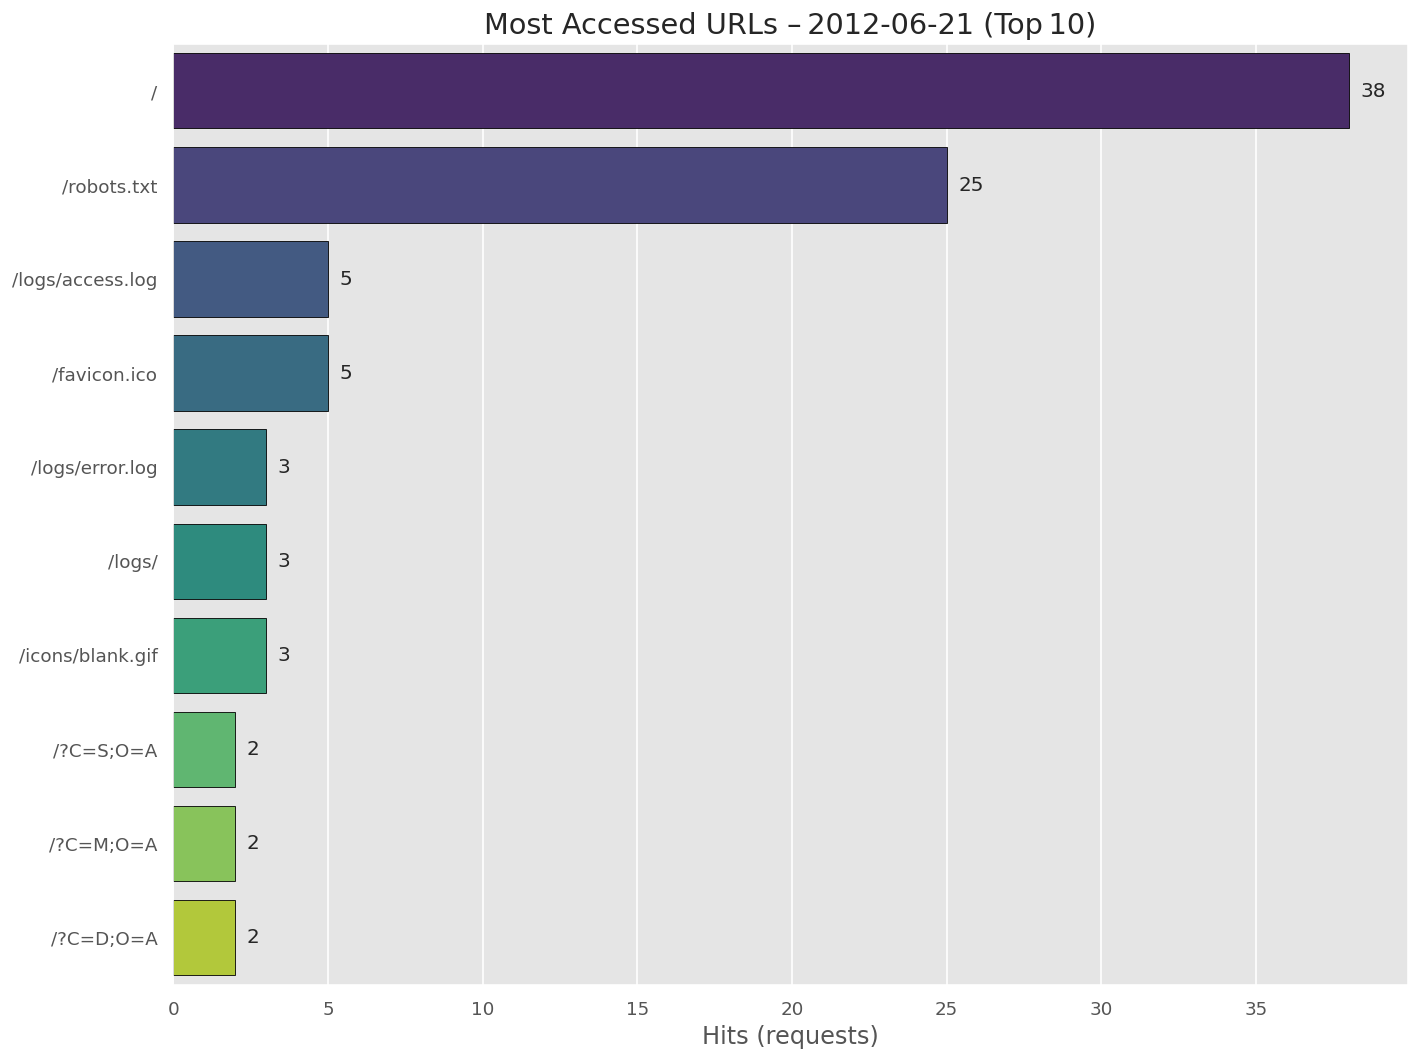 Most Accessed URLs – 2012-06-21 (Top 10)
/ 38
/robots.txt 25
/logs/access.log 5
/favicon.ico 5
/logs/error.log 3
/logs/ 3
/icons/blank.gif 3
/?C=S;O=A 2
/?C=M;O=A 2
/?C=D;O=A 2
0 5 10 15 20 25 30 35
Hits (requests)